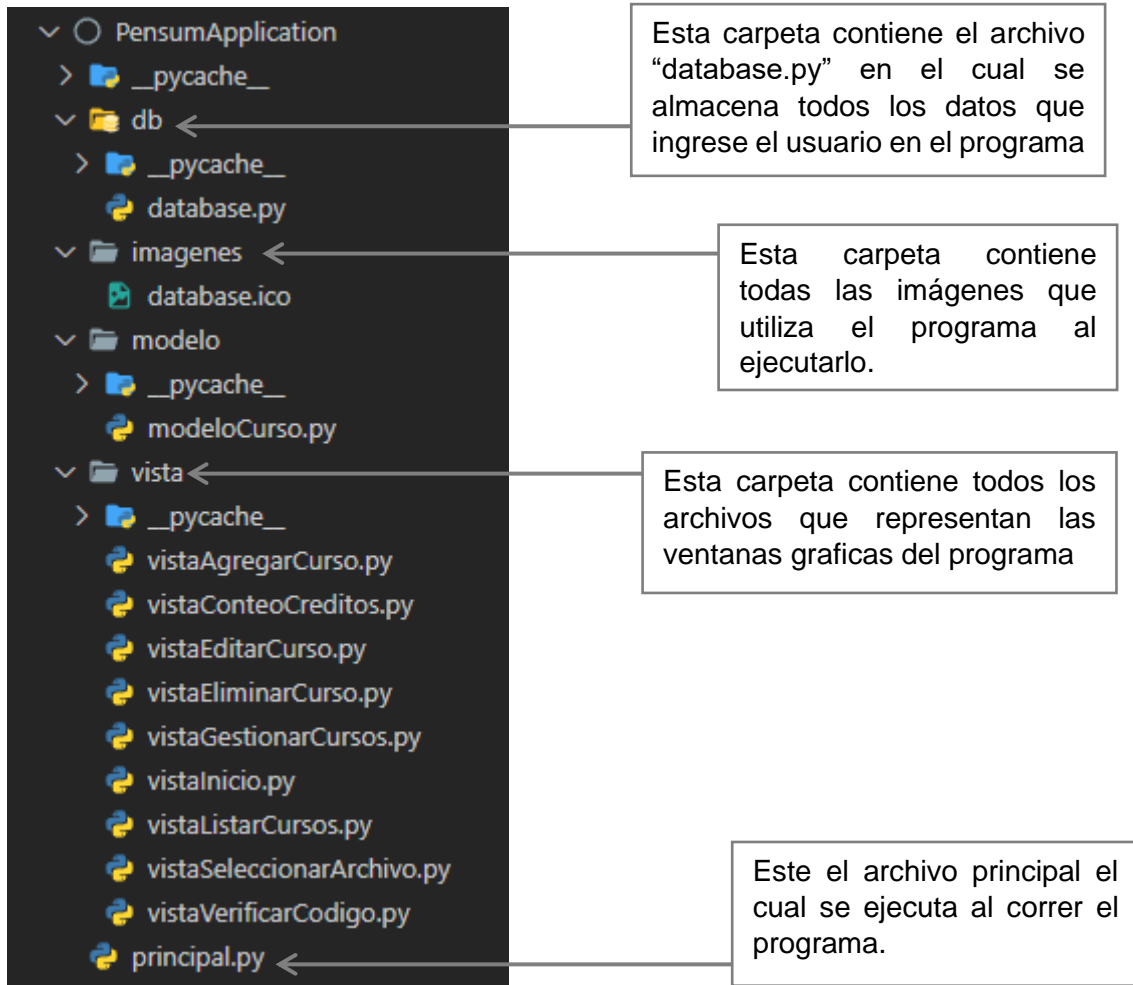 PensumApplication
__pycache__
db
__pycache__
database.py
imagenes
database.ico
modelo
__pycache__
modeloCurso.py
vista
__pycache__
vistaAgregarCurso.py
vistaConteoCreditos.py
vistaEditarCurso.py
vistaEliminarCurso.py
vistaGestionarCursos.py
vistaInicio.py
vistaListarCursos.py
vistaSeleccionarArchivo.py
vistaVerificarCodigo.py
principal.py
Esta carpeta contiene el archivo
“database.py” en el cual se
almacena todos los datos que
ingrese el usuario en el programa
Esta carpeta contiene
todas las imágenes que
utiliza el programa al
ejecutarlo.
Esta carpeta contiene todos los
archivos que representan las
ventanas graficas del programa
Este el archivo principal el
cual se ejecuta al correr el
programa.